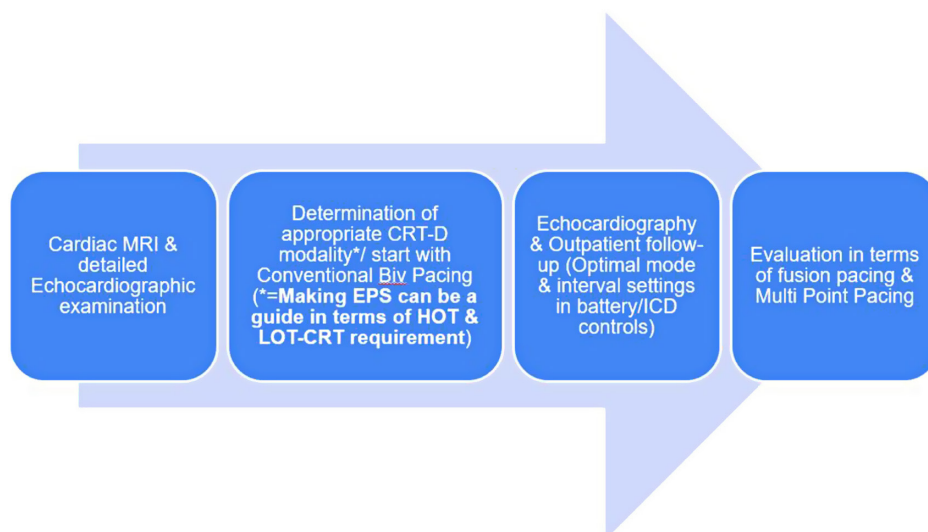 Cardiac MRI &
detailed
Echocardiographic
examination
Determination of
appropriate CRT-D
modality*/ start with
Conventional Biv Pacing
(*=Making EPS can be a
guide in terms of HOT &
LOT-CRT requirement)
Echocardiography
& Outpatient follow-
up (Optimal mode
& interval settings
in battery/ICD
controls)
Evaluation in terms
of fusion pacing &
Multi Point Pacing